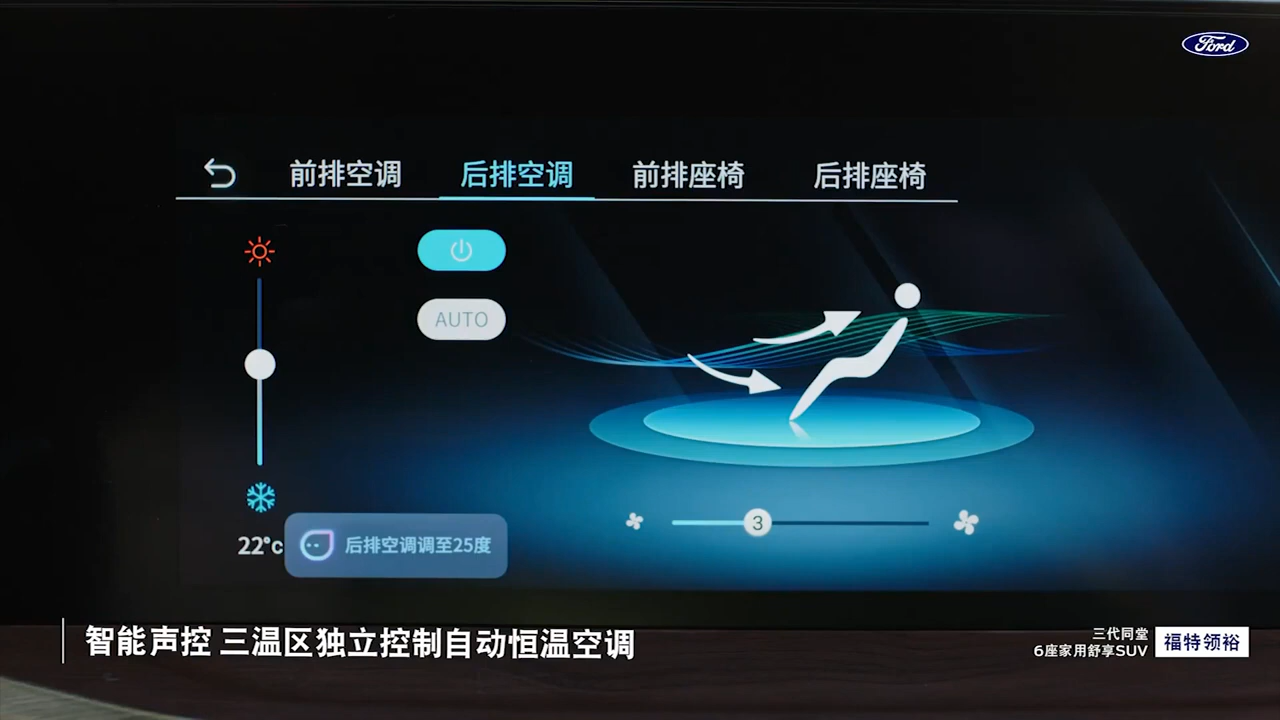 Ford
前排空调 后排空调 前排座椅 后排座椅
AUTO
3
22°c
后排空调调至25度
智能声控 三温区独立控制自动恒温空调
三代同堂
6座家用舒享SUV
福特领裕